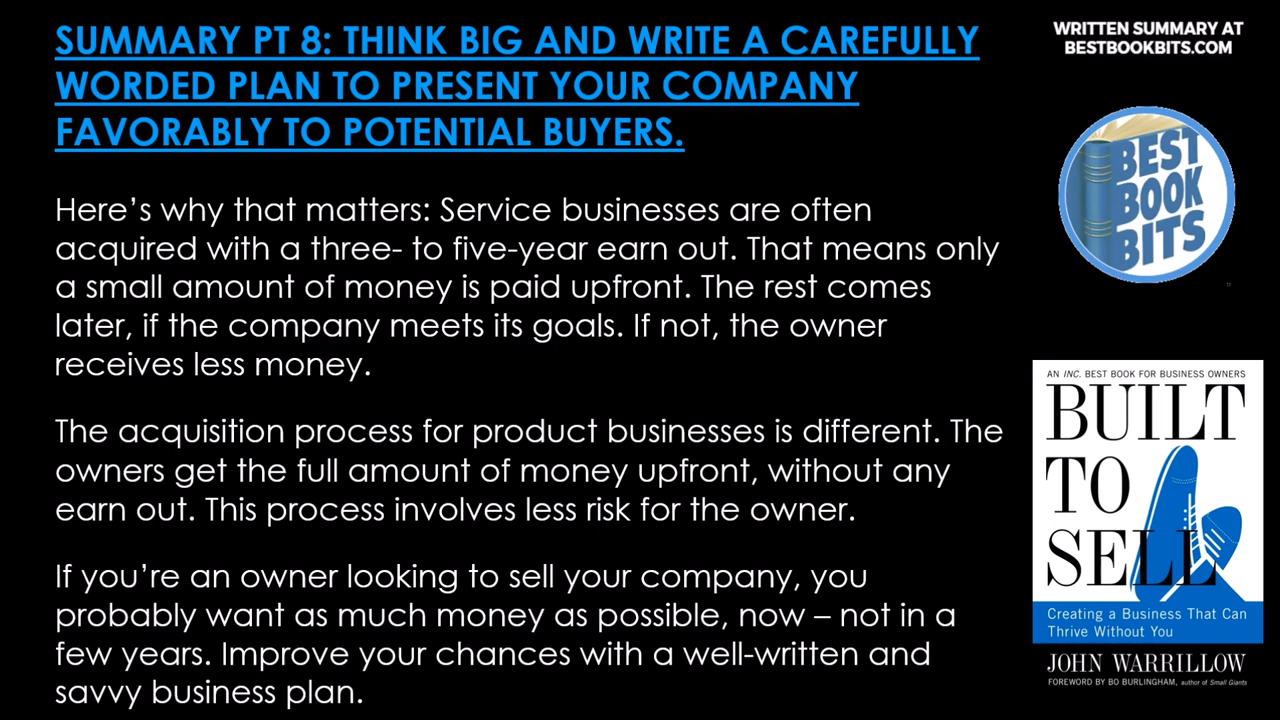 SUMMARY PT 8: THINK BIG AND WRITE A CAREFULLY
WORDED PLAN TO PRESENT YOUR COMPANY
FAVORABLY TO POTENTIAL BUYERS.
Here’s why that matters: Service businesses are often
acquired with a three- to five-year earn out. That means only
a small amount of money is paid upfront. The rest comes
later, if the company meets its goals. If not, the owner
receives less money.
The acquisition process for product businesses is different. The
owners get the full amount of money upfront, without any
earn out. This process involves less risk for the owner.
If you’re an owner looking to sell your company, you
probably want as much money as possible, now – not in a
few years. Improve your chances with a well-written and
savvy business plan.
WRITTEN SUMMARY AT
BESTBOOKBITS.COM
BEST
BOOK
BITS
AN INC. BEST BOOK FOR BUSINESS OWNERS
BUILT
TO
SELL
Creating a Business That Can
Thrive Without You
JOHN WARRILLOW
FOREWORD BY BO BURLINGHAM, author of Small Giants